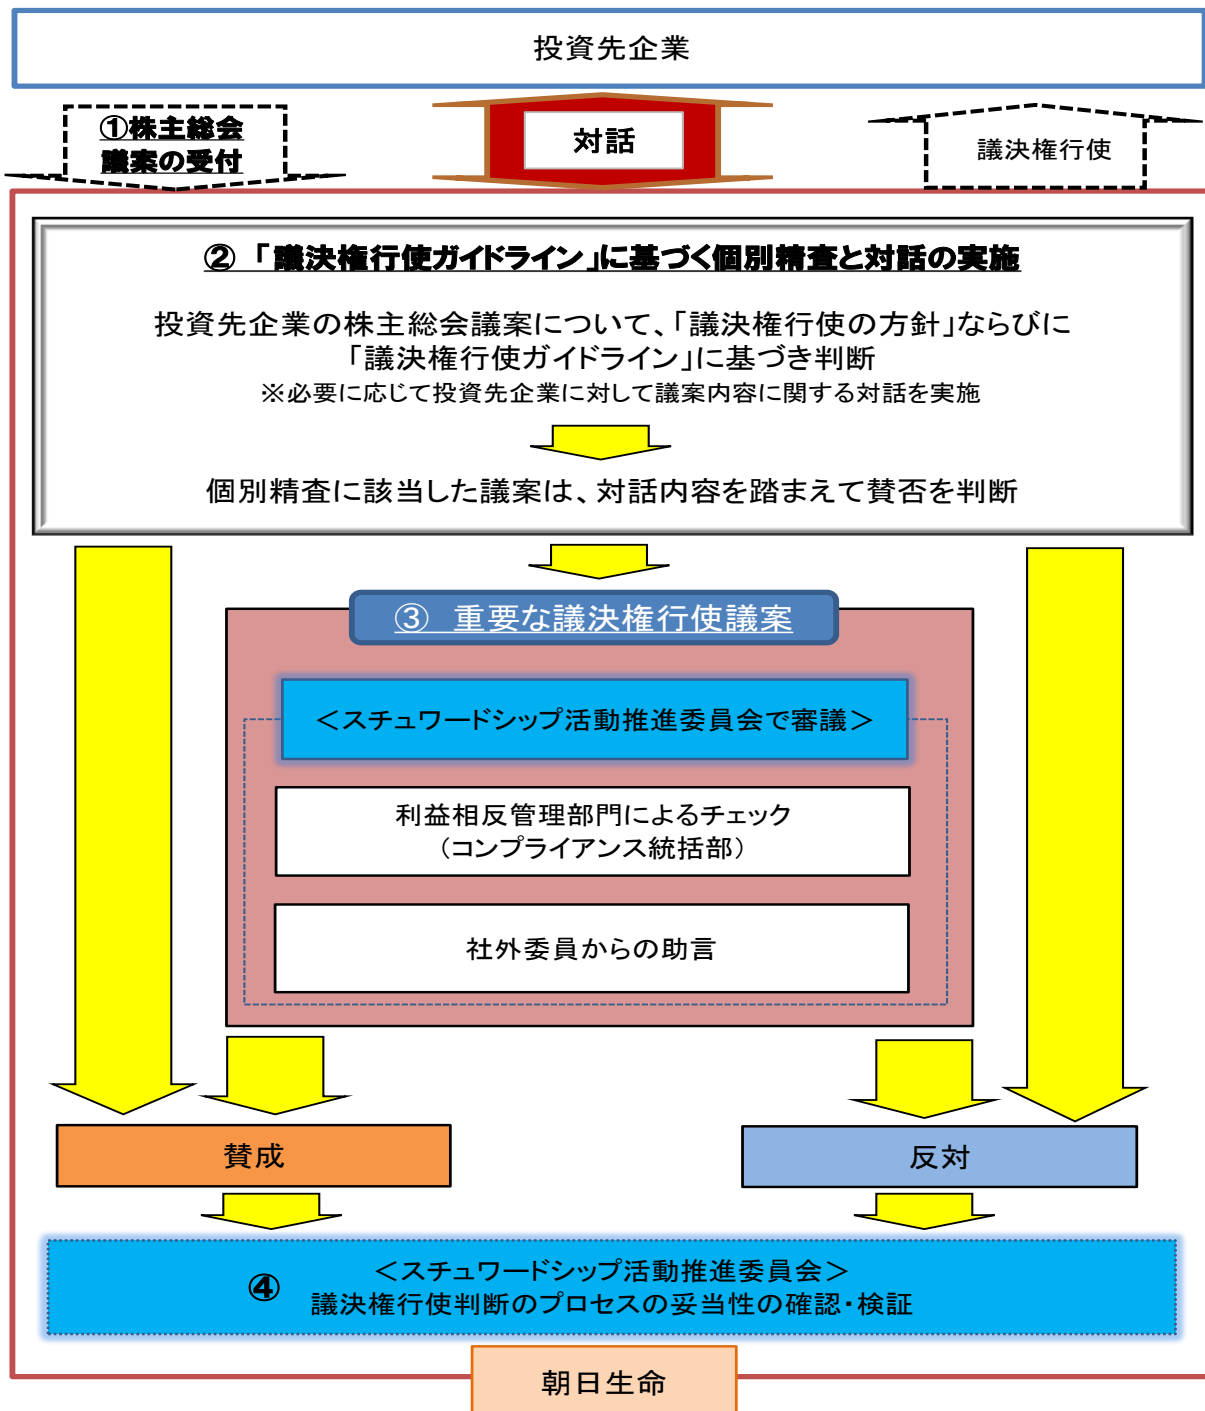 投資先企業
①株主総会
議案の受付
対話
議決権行使
② 「議決権行使ガイドライン」に基づく個別精査と対話の実施
投資先企業の株主総会議案について、「議決権行使の方針」ならびに
「議決権行使ガイドライン」に基づき判断
※必要に応じて投資先企業に対して議案内容に関する対話を実施
個別精査に該当した議案は、対話内容を踏まえて賛否を判断
③ 重要な議決権行使議案
＜スチュワードシップ活動推進委員会で審議＞
利益相反管理部門によるチェック
（コンプライアンス統括部）
社外委員からの助言
賛成
反対
④
＜スチュワードシップ活動推進委員会＞
議決権行使判断のプロセスの妥当性の確認・検証
朝日生命